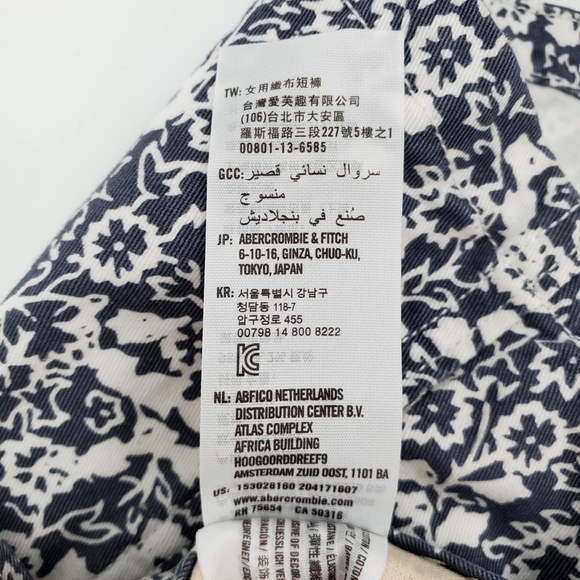 TW: 女用織布短褲
台灣愛芙趣有限公司
(106)台北市大安區
羅斯福路三段227號5樓之1
00801-13-6585
GCC: سروال نسائي قصير
منسوج
صُنع في بنجلاديش
JP: ABERCROMBIE & FITCH
6-10-16, GINZA, CHUO-KU,
TOKYO, JAPAN
KR: 서울특별시 강남구
청담동 118-7
압구정로 455
00798 14 800 8222
NL: ABFICO NETHERLANDS
DISTRIBUTION CENTER B.V.
ATLAS COMPLEX
AFRICA BUILDING
HOOGOORDDREEF9
AMSTERDAM ZUID OOST, 1101 BA
US: 153028160 204171607
www.abercrombie.com
RN 75654 CA 50316